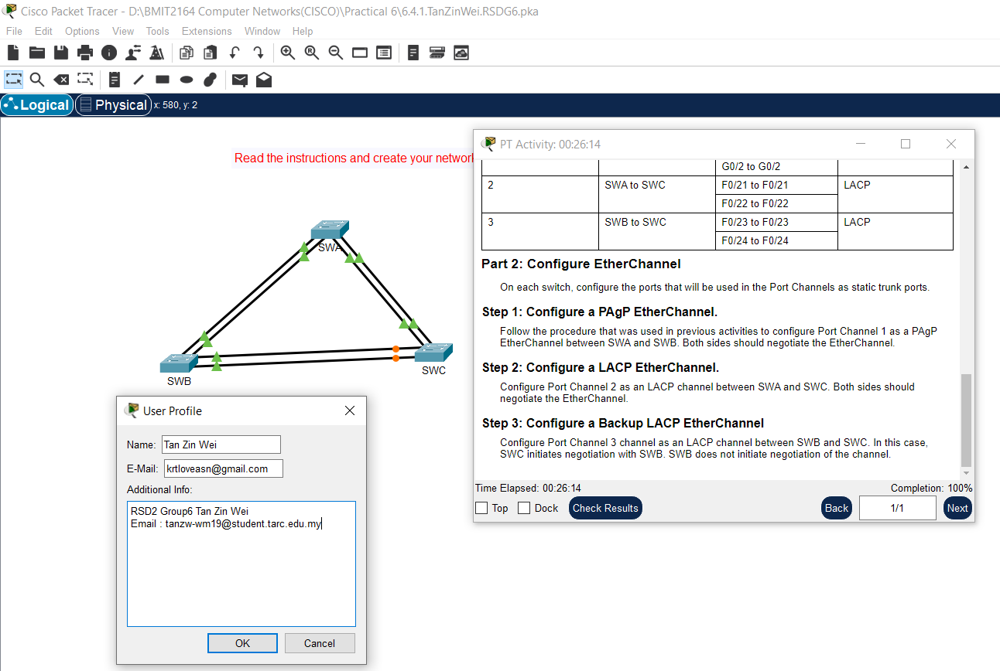 Cisco Packet Tracer - D:\BMIT2164 Computer Networks(CISCO)\Practical 6\6.4.1.TanZinWei.RSDG6.pka
File Edit Options View Tools Extensions Window Help
Logical Physical x: 580, y: 2
Read the instructions and create your network
SWA
SWB
SWC
PT Activity: 00:26:14
G0/2 to G0/2
2 SWA to SWC F0/21 to F0/21 LACP
F0/22 to F0/22
3 SWB to SWC F0/23 to F0/23 LACP
F0/24 to F0/24
Part 2: Configure EtherChannel
On each switch, configure the ports that will be used in the Port Channels as static trunk ports.
Step 1: Configure a PAgP EtherChannel.
Follow the procedure that was used in previous activities to configure Port Channel 1 as a PAgP
EtherChannel between SWA and SWB. Both sides should negotiate the EtherChannel.
Step 2: Configure a LACP EtherChannel.
Configure Port Channel 2 as an LACP channel between SWA and SWC. Both sides should
negotiate the EtherChannel.
Step 3: Configure a Backup LACP EtherChannel
Configure Port Channel 3 channel as an LACP channel between SWB and SWC. In this case,
SWC initiates negotiation with SWB. SWB does not initiate negotiation of the channel.
Time Elapsed: 00:26:14 Completion: 100%
Top Dock Check Results Back 1/1 Next
User Profile
Name: Tan Zin Wei
E-Mail: krtloveasn@gmail.com
Additional Info:
RSD2 Group6 Tan Zin Wei
Email : tanzw-wm19@student.tarc.edu.my
OK Cancel